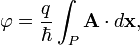 φ = q/ħ ∫_P A · dx,